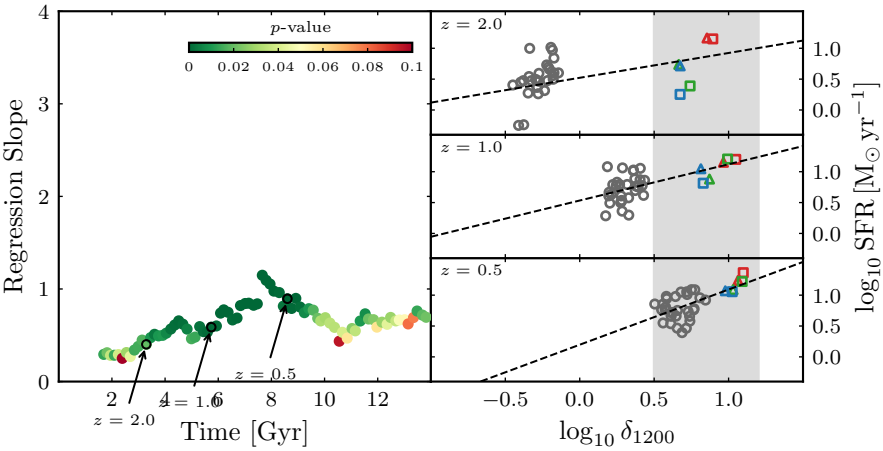 p-value
0 0.02 0.04 0.06 0.08 0.1
4
3
2
1
0
Regression Slope
z = 2.0
z = 1.0
z = 0.5
2 4 6 8 10 12
Time [Gyr]
z = 2.0
1.0
0.5
0.0
z = 1.0
1.0
0.5
0.0
z = 0.5
1.0
0.5
0.0
log₁₀ SFR [M⊙ yr⁻¹]
−0.5 0.0 0.5 1.0
log₁₀ δ₁₂₀₀